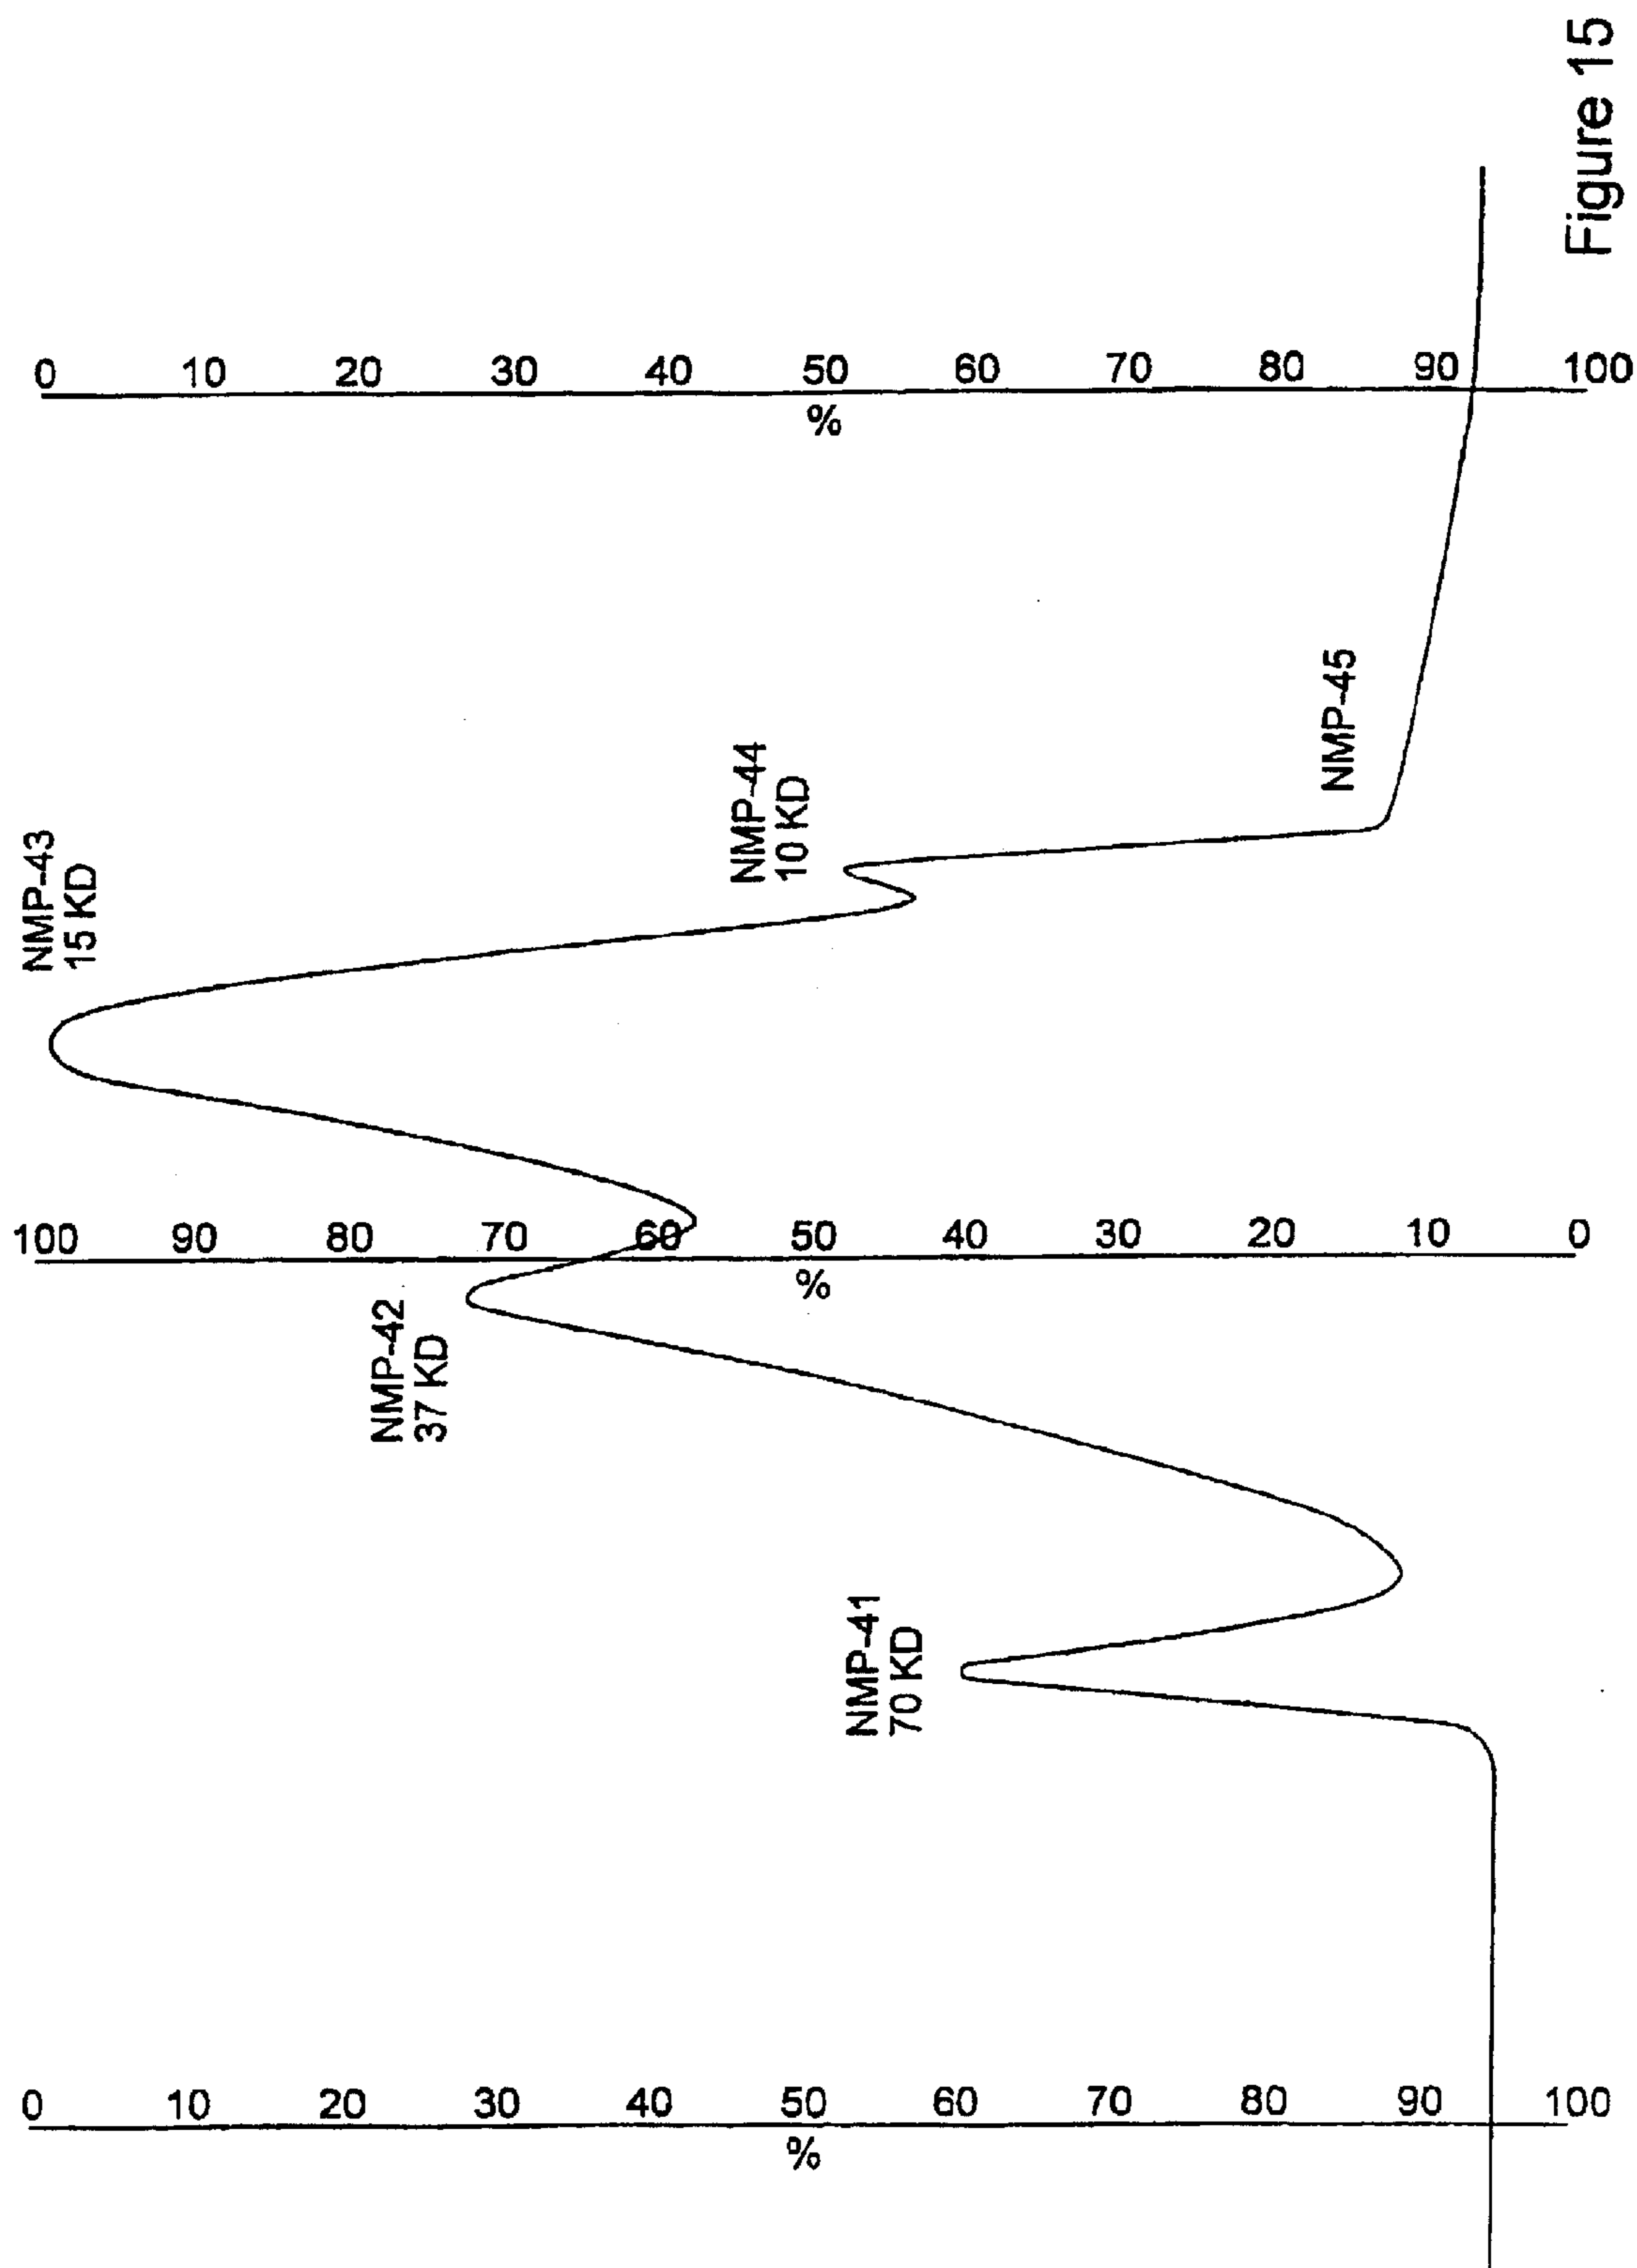 NMP-43
15 KD
NMP-42
37 KD
NMP-44
10 KD
NMP-41
70 KD
NMP-45
0 10 20 30 40 50 60 70 80 90 100
%
100 90 80 70 60 50 40 30 20 10 0
%
0 10 20 30 40 50 60 70 80 90 100
%
Figure 15